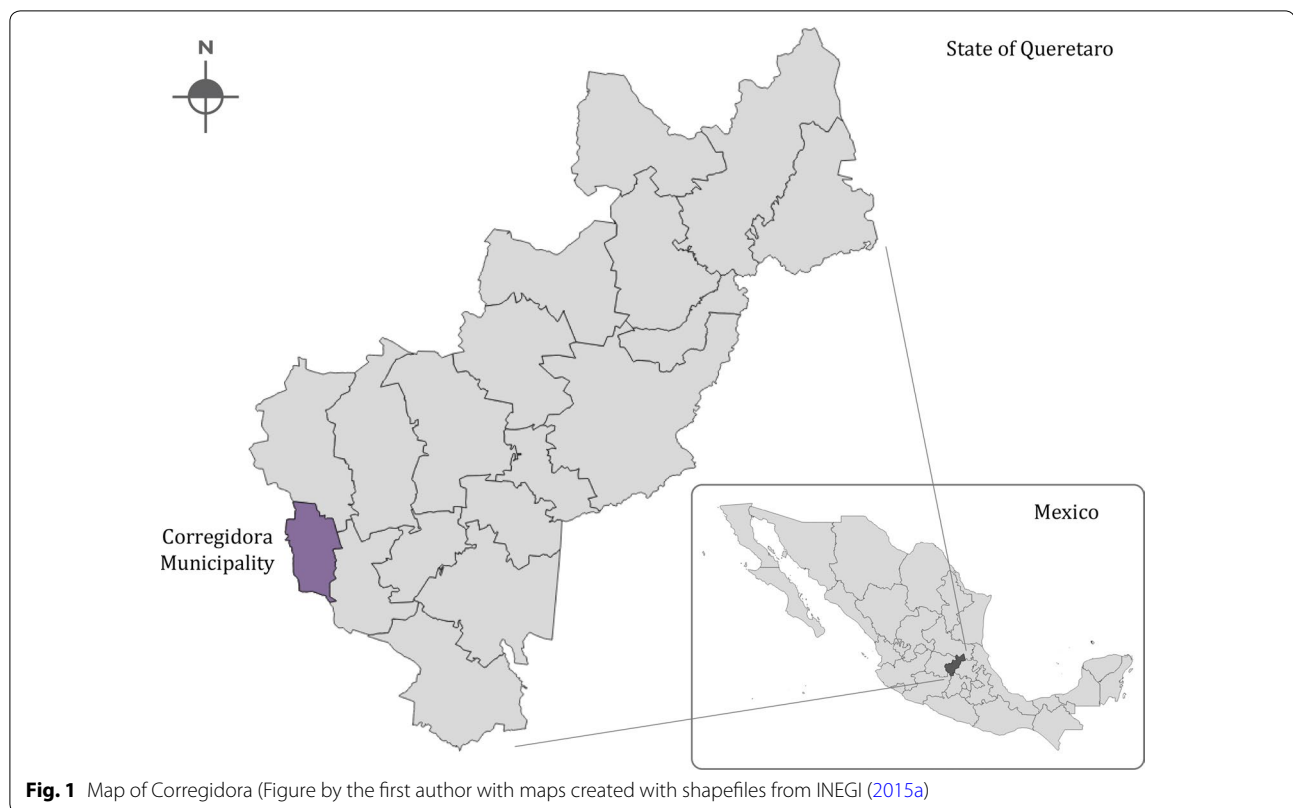 N
State of Queretaro
Corregidora
Municipality
Mexico
Fig. 1 Map of Corregidora (Figure by the first author with maps created with shapefiles from INEGI (2015a)